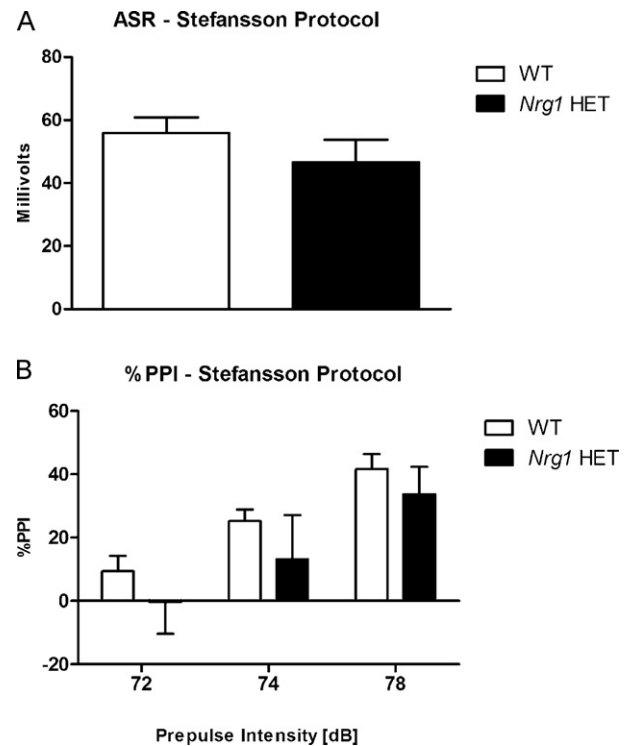 A
ASR - Stefansson Protocol
80
60
40
20
0
Millivolts
WT
Nrg1 HET
B
%PPI - Stefansson Protocol
60
40
20
0
-20
%PPI
WT
Nrg1 HET
72 74 78
Prepulse Intensity [dB]